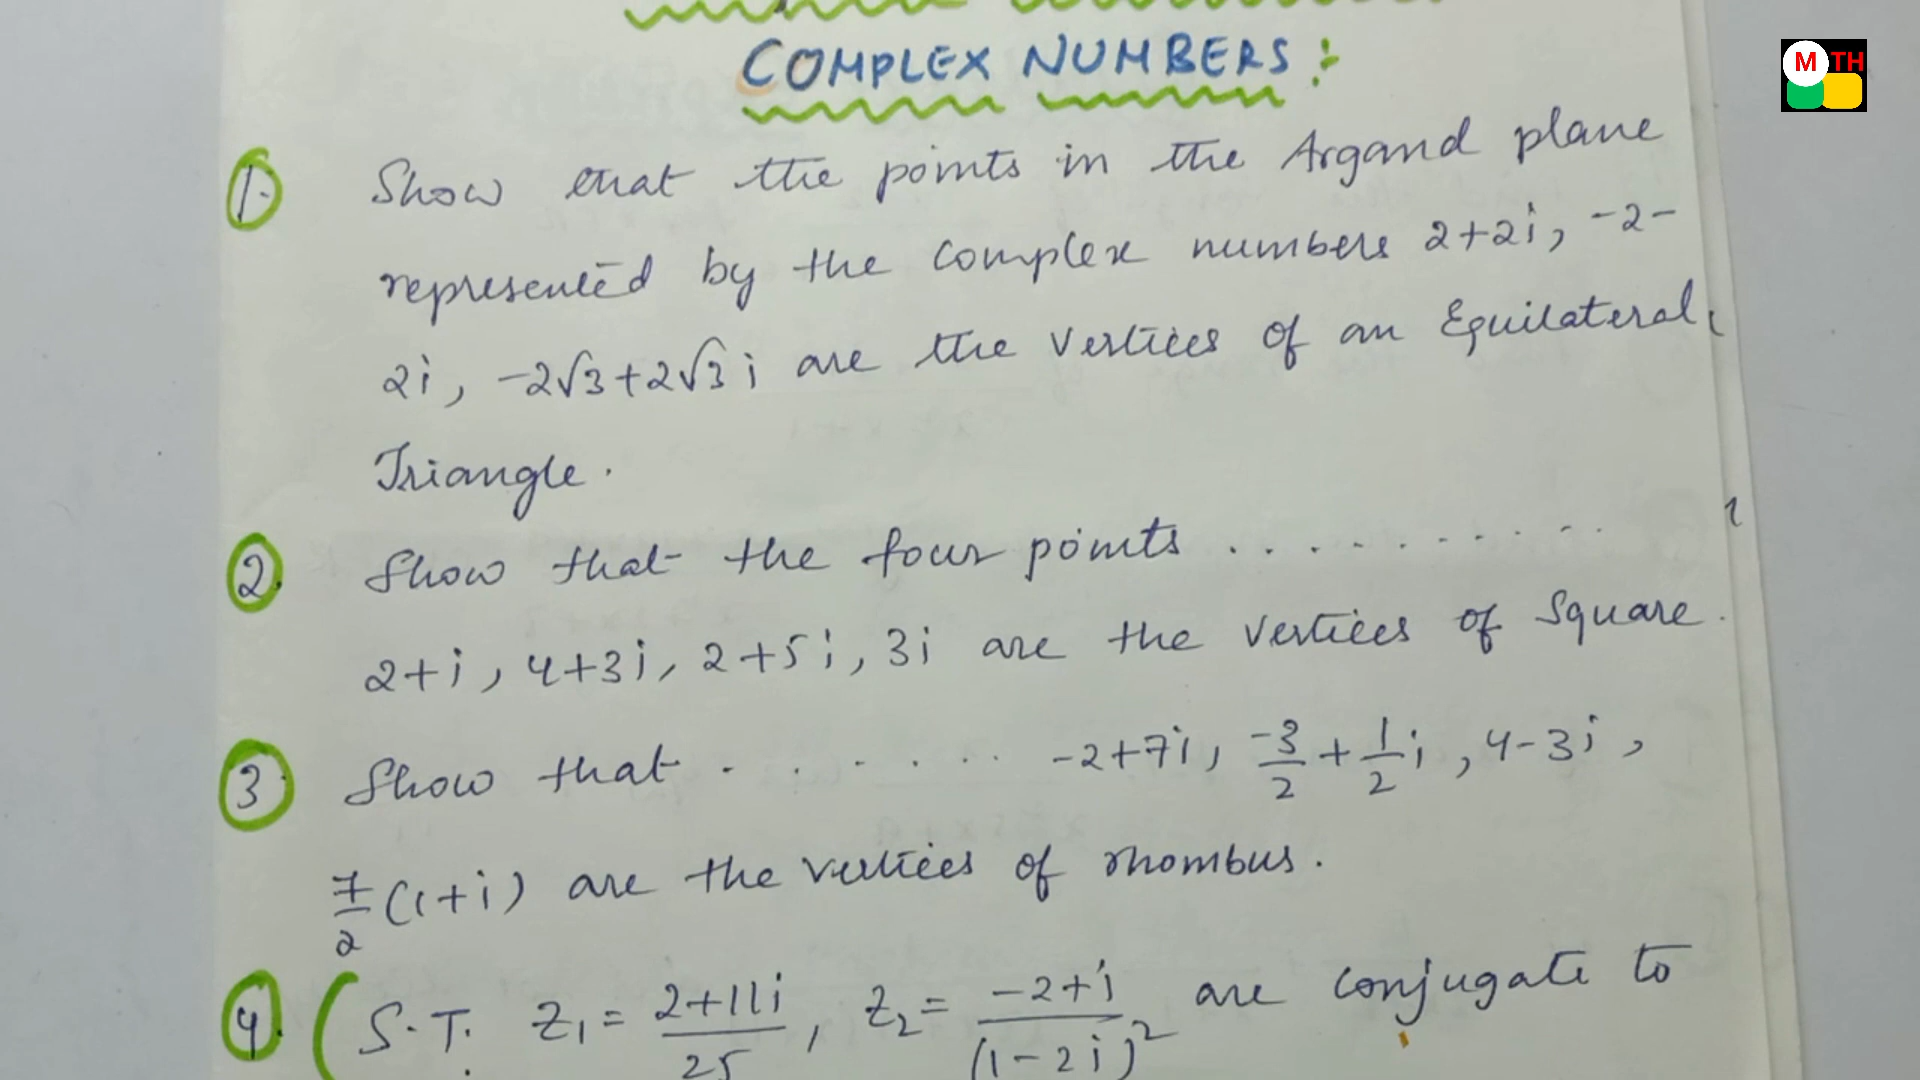 COMPLEX NUMBERS :-
M TH
1. Show that the points in the Argand plane
represented by the complex numbers 2+2i, -2-
2i, -2√3+2√3i are the vertices of an Equilateral
Triangle.
2. Show that the four points ..........
2+i, 4+3i, 2+5i, 3i are the vertices of Square.
3. Show that ....... -2+7i, -3/2 + 1/2 i, 4-3i,
7/2 (1+i) are the vertices of rhombus.
4. ( S.T. Z₁ = 2+11i/25, Z₂ = -2+i/(1-2i)² are conjugate to